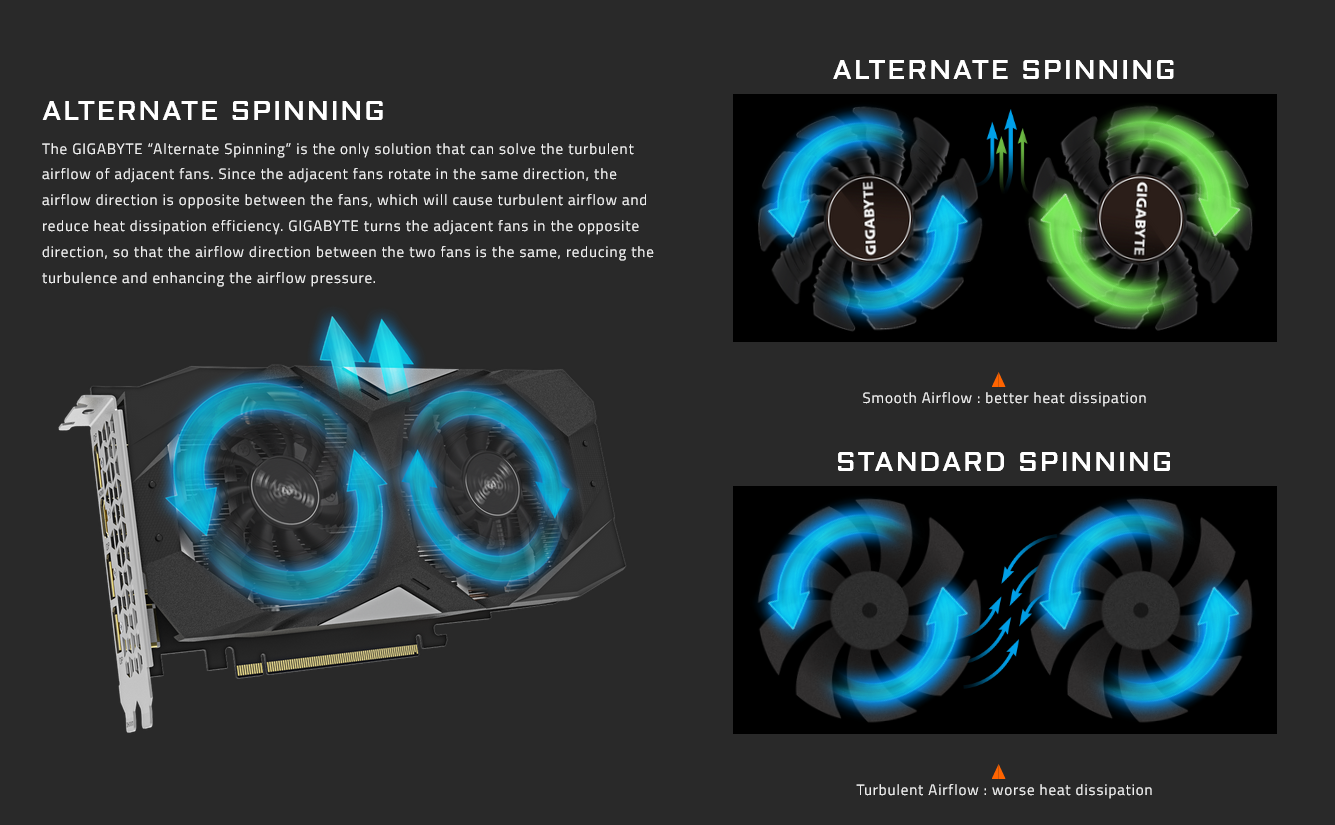 ALTERNATE SPINNING
The GIGABYTE “Alternate Spinning” is the only solution that can solve the turbulent
airflow of adjacent fans. Since the adjacent fans rotate in the same direction, the
airflow direction is opposite between the fans, which will cause turbulent airflow and
reduce heat dissipation efficiency. GIGABYTE turns the adjacent fans in the opposite
direction, so that the airflow direction between the two fans is the same, reducing the
turbulence and enhancing the airflow pressure.
ALTERNATE SPINNING
GIGABYTE
GIGABYTE
Smooth Airflow : better heat dissipation
STANDARD SPINNING
Turbulent Airflow : worse heat dissipation